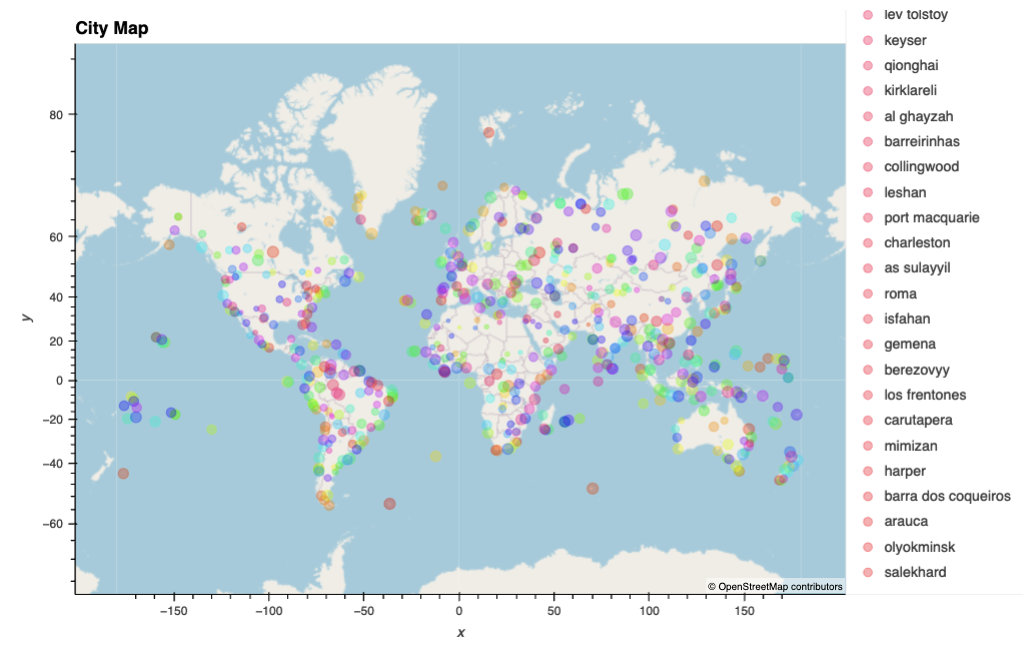 City Map
80
60
40
20
0
−20
−40
−60
y
−150
−100
−50
0
50
100
150
x
© OpenStreetMap contributors
lev tolstoy
keyser
qionghai
kirklareli
al ghayzah
barreirinhas
collingwood
leshan
port macquarie
charleston
as sulayyil
roma
isfahan
gemena
berezovyy
los frentones
carutapera
mimizan
harper
barra dos coqueiros
arauca
olyokminsk
salekhard